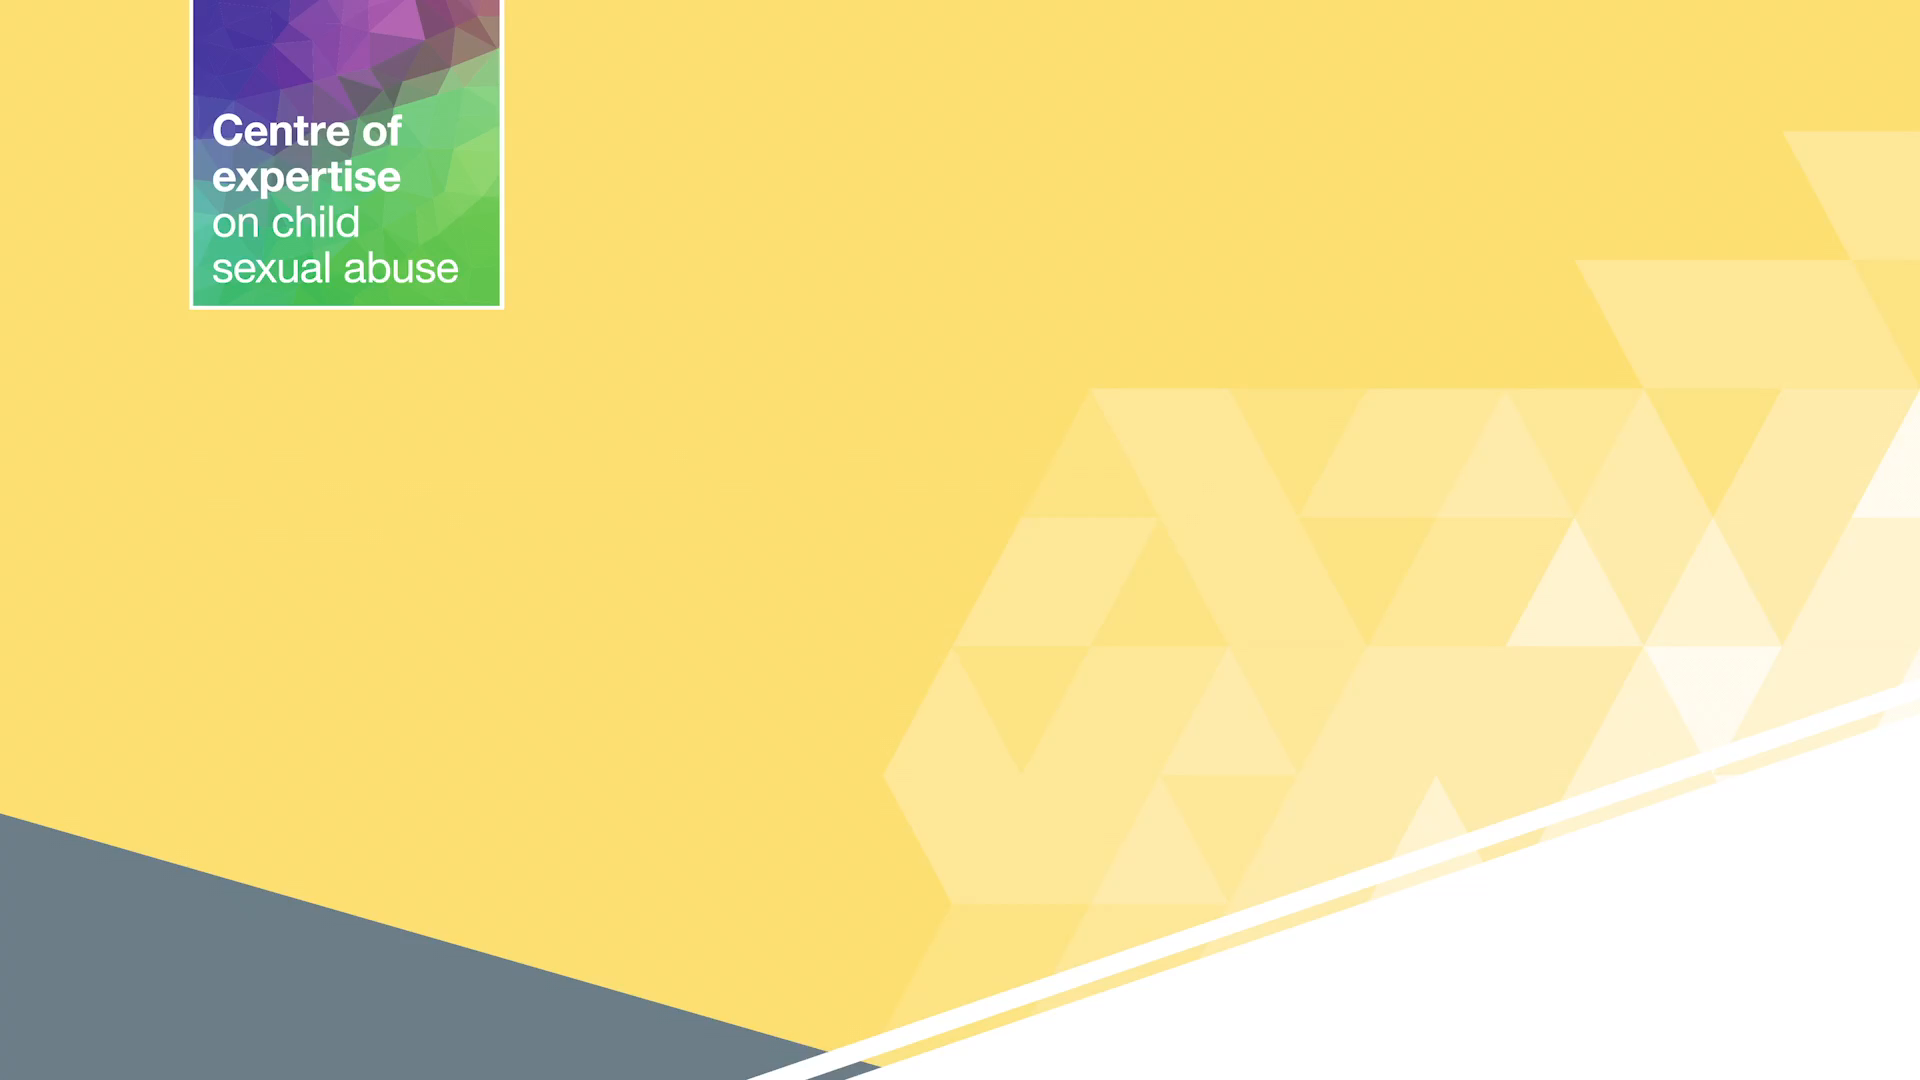 Centre of
expertise
on child
sexual abuse